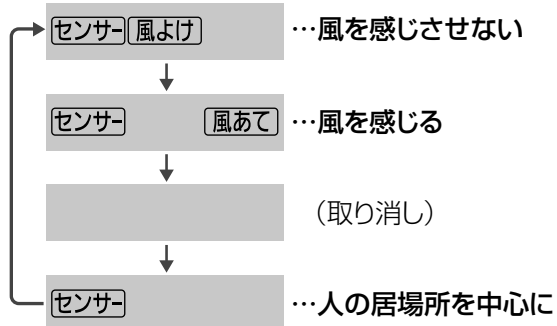 センサー 風よけ …風を感じさせない
センサー 風あて …風を感じる
（取り消し）
センサー …人の居場所を中心に